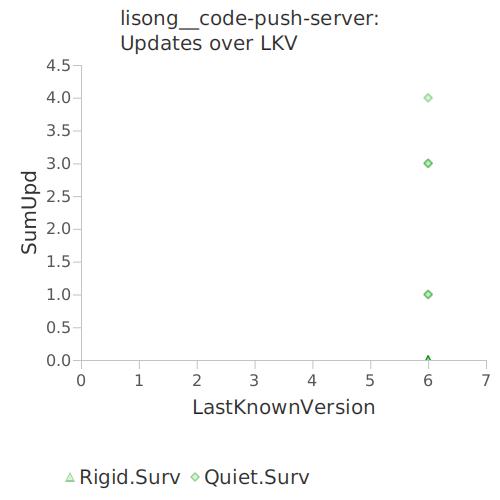 lisong__code-push-server:
Updates over LKV
4.5
4.0
3.5
3.0
2.5
2.0
1.5
1.0
0.5
0.0
SumUpd
0 1 2 3 4 5 6 7
LastKnownVersion
Rigid.Surv Quiet.Surv